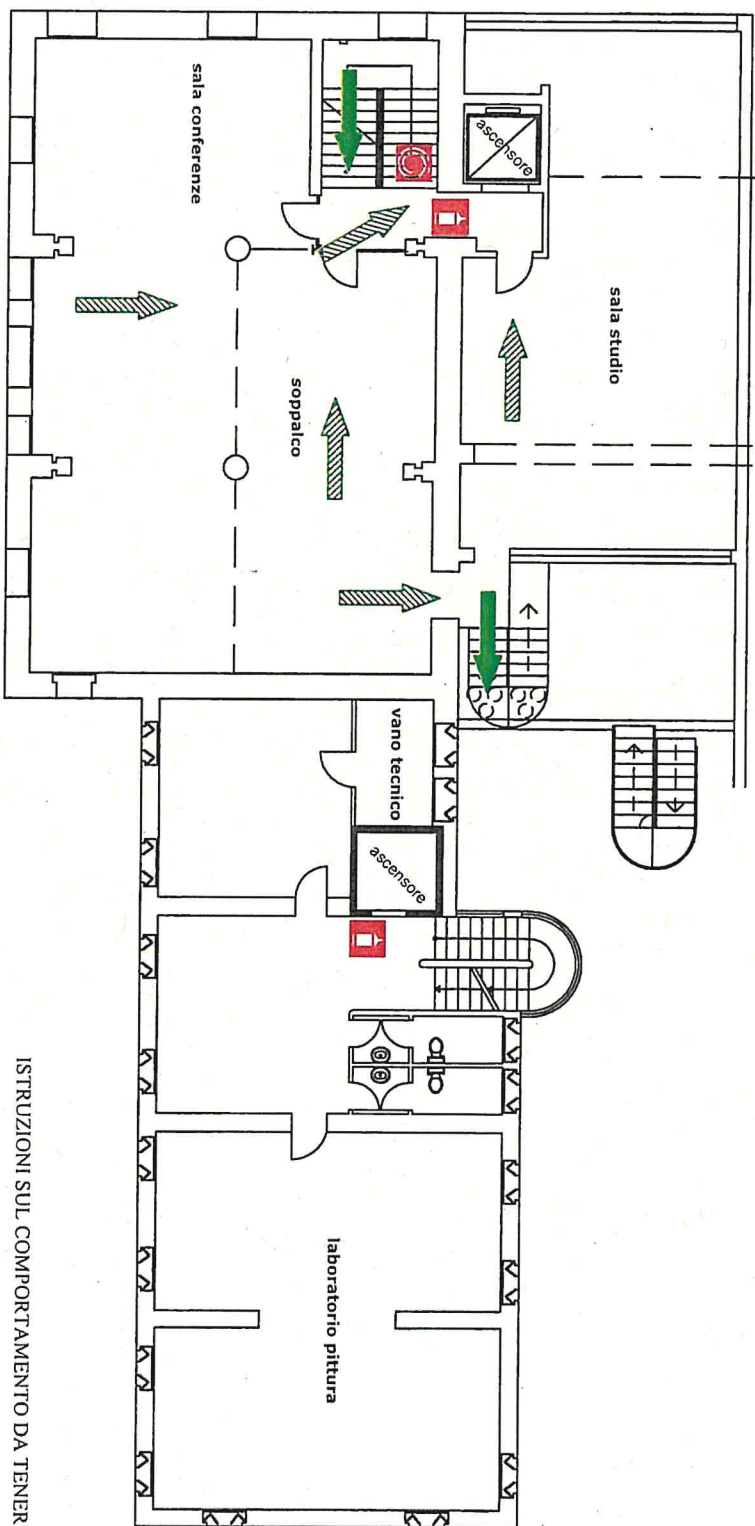 sala conferenze
ascensore
sala studio
soppalco
vano tecnico
ascensore
laboratorio pittura
ISTRUZIONI SUL COMPORTAMENTO DA TENER